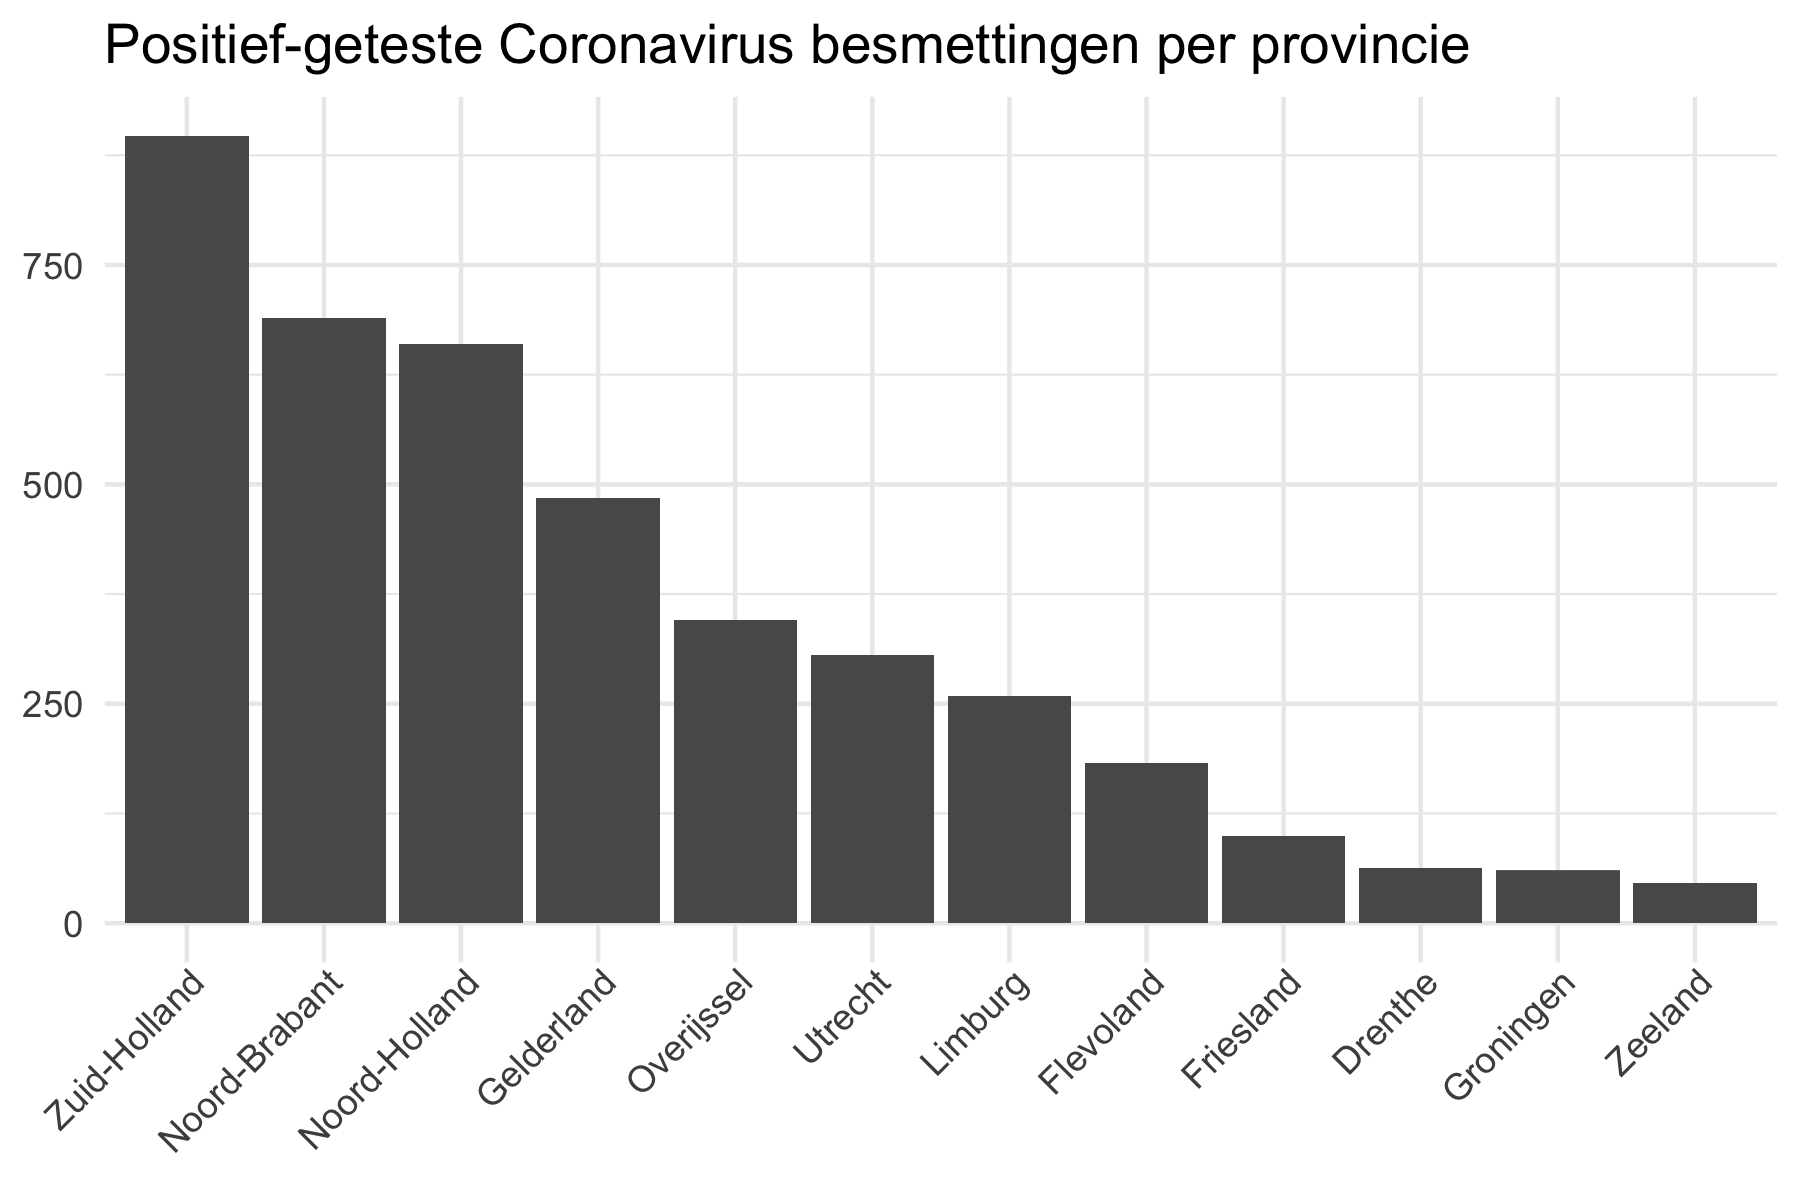 Positief-geteste Coronavirus besmettingen per provincie
750
500
250
0
Zuid-Holland
Noord-Brabant
Noord-Holland
Gelderland
Overijssel
Utrecht
Limburg
Flevoland
Friesland
Drenthe
Groningen
Zeeland